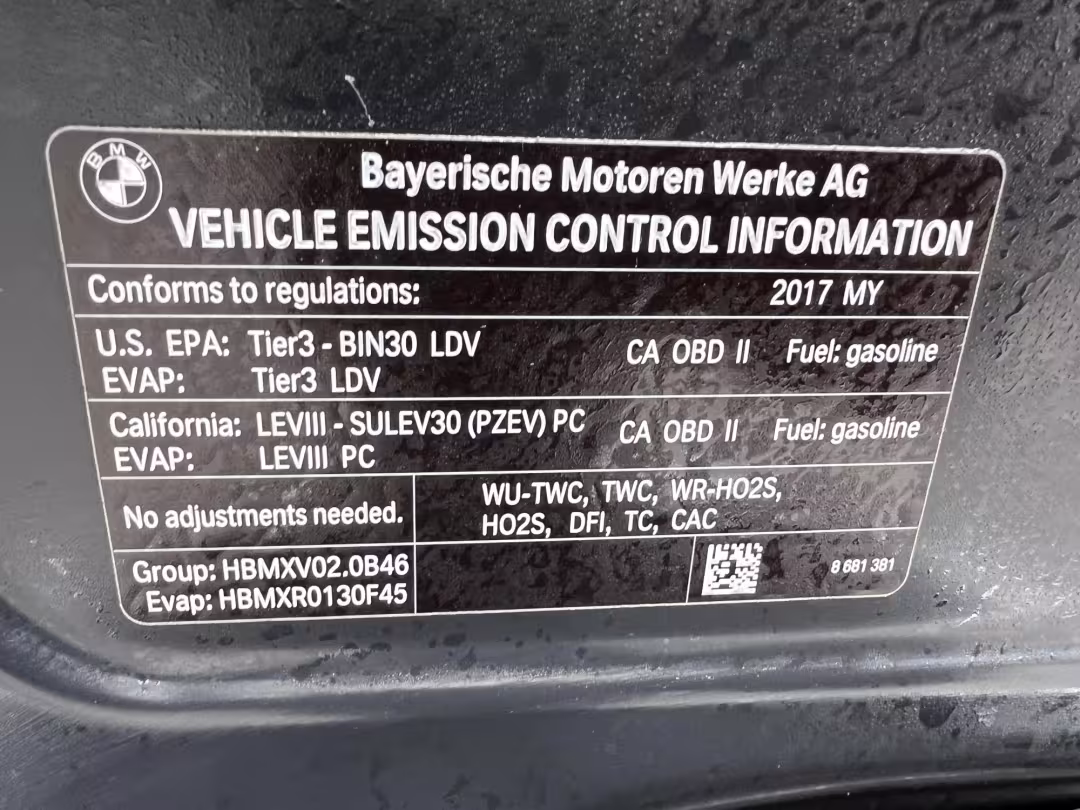 BMW
Bayerische Motoren Werke AG
VEHICLE EMISSION CONTROL INFORMATION
Conforms to regulations: 2017 MY
U.S. EPA: Tier3 - BIN30 LDV CA OBD II Fuel: gasoline
EVAP: Tier3 LDV
California: LEVIII - SULEV30 (PZEV) PC CA OBD II Fuel: gasoline
EVAP: LEVIII PC
No adjustments needed.
WU-TWC, TWC, WR-HO2S,
HO2S, DFI, TC, CAC
Group: HBMXV02.0B46
Evap: HBMXR0130F45
8 681 381